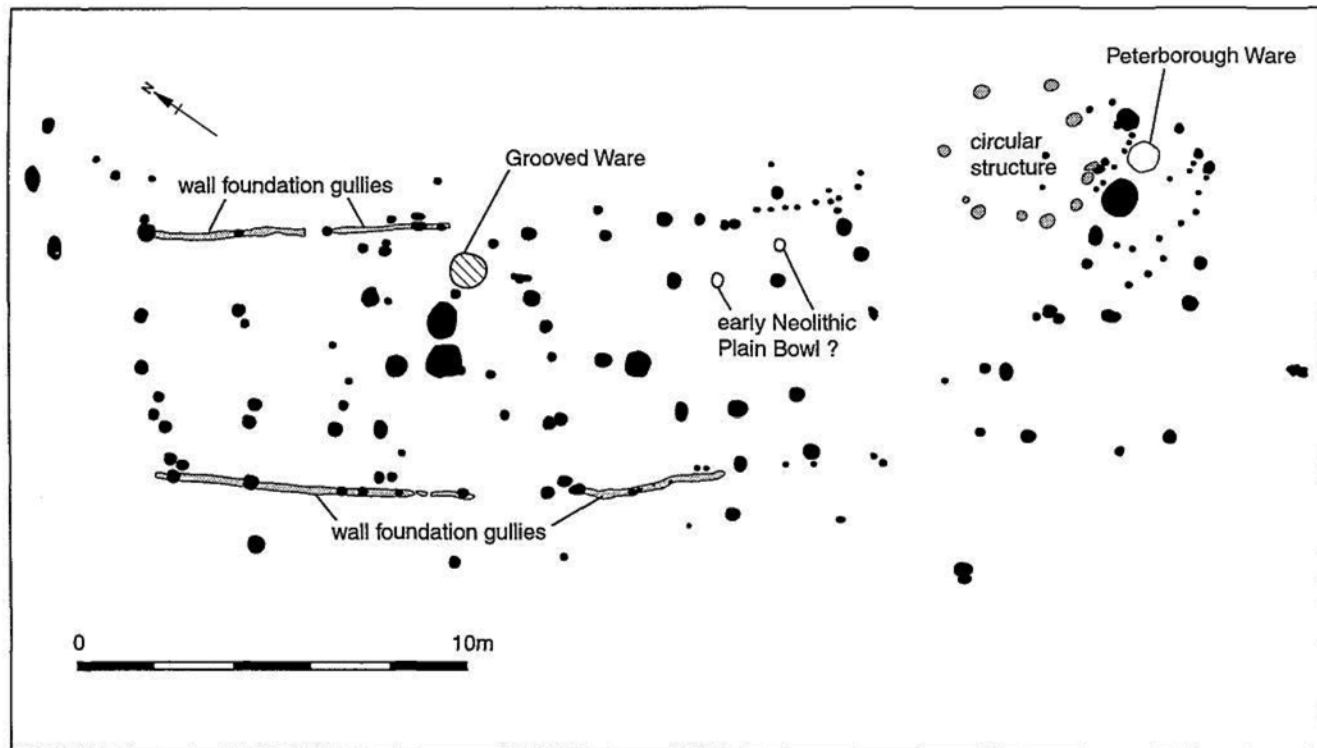 Peterborough Ware
N
Grooved Ware
circular
structure
wall foundation gullies
early Neolithic
Plain Bowl ?
wall foundation gullies
0
10m